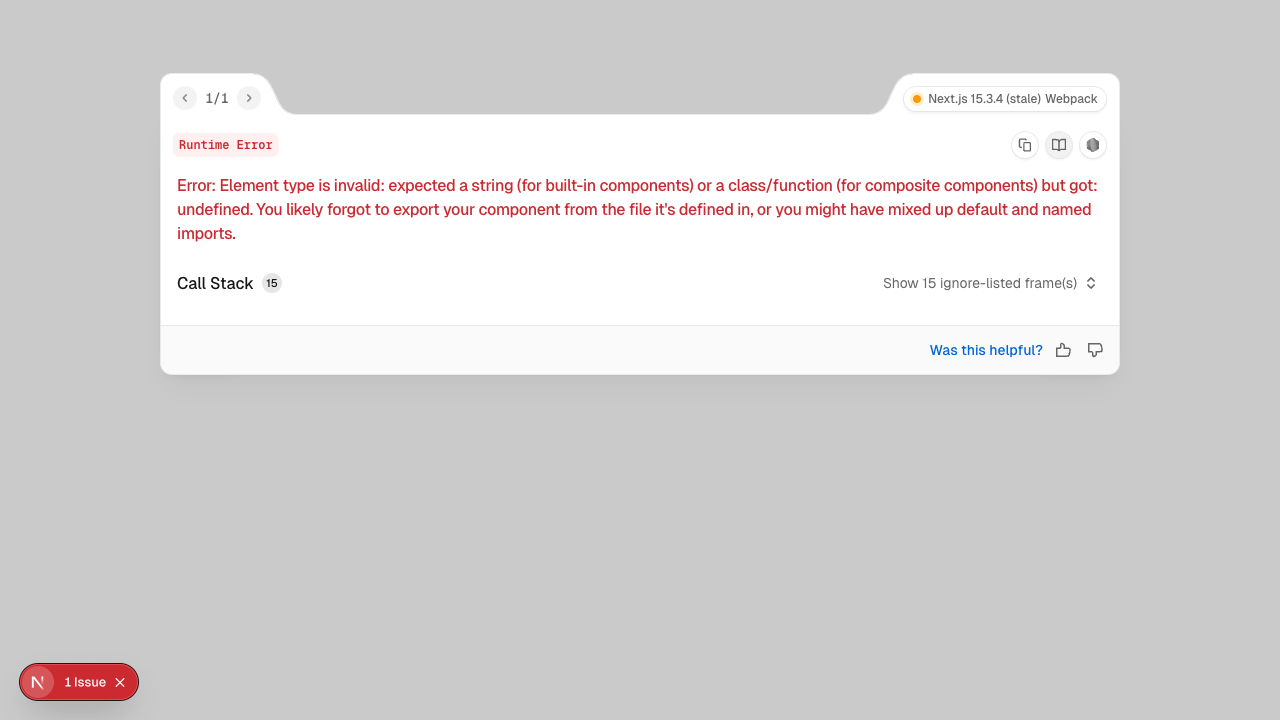 1/1
Next.js 15.3.4 (stale) Webpack
Runtime Error
Error: Element type is invalid: expected a string (for built-in components) or a class/function (for composite components) but got:
undefined. You likely forgot to export your component from the file it's defined in, or you might have mixed up default and named
imports.
Call Stack 15
Show 15 ignore-listed frame(s)
Was this helpful?
N 1 Issue